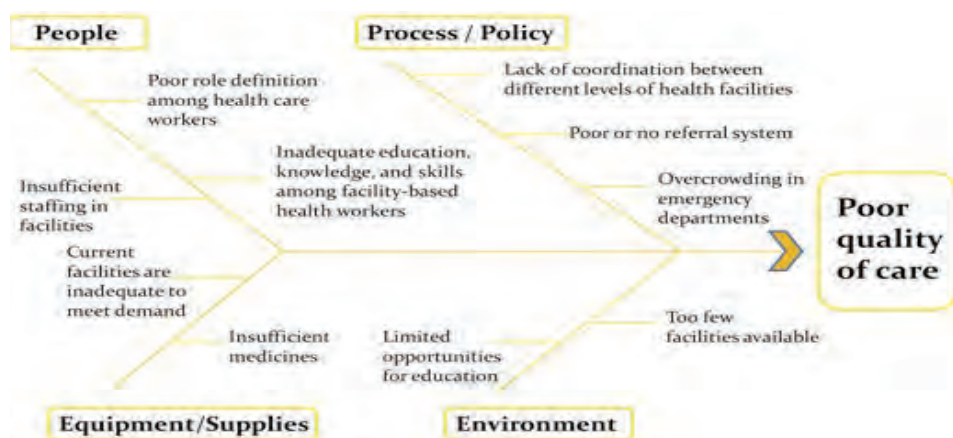 People
Process / Policy
Poor role definition
among health care
workers
Lack of coordination between
different levels of health facilities
Poor or no referral system
Inadequate education,
knowledge, and skills
among facility-based
health workers
Insufficient
staffing in
facilities
Overcrowding in
emergency
departments
Poor
quality
of care
Current
facilities are
inadequate to
meet demand
Insufficient
medicines
Limited
opportunities
for education
Too few
facilities available
Equipment/Supplies
Environment